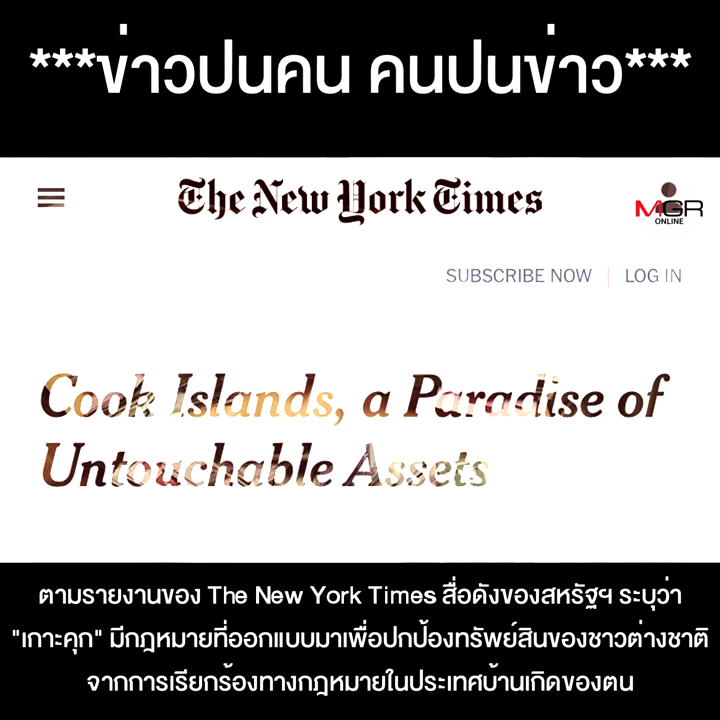 ***ข่าวปนคน คนปนข่าว***
The New York Times
MGR
ONLINE
SUBSCRIBE NOW | LOG IN
Cook Islands, a Paradise of
Untouchable Assets
ตามรายงานของ The New York Times สื่อดังของสหรัฐฯ ระบุว่า
"เกาะคุก" มีกฎหมายที่ออกแบบมาเพื่อปกป้องทรัพย์สินของชาวต่างชาติ
จากการเรียกร้องทางกฎหมายในประเทศบ้านเกิดของตน